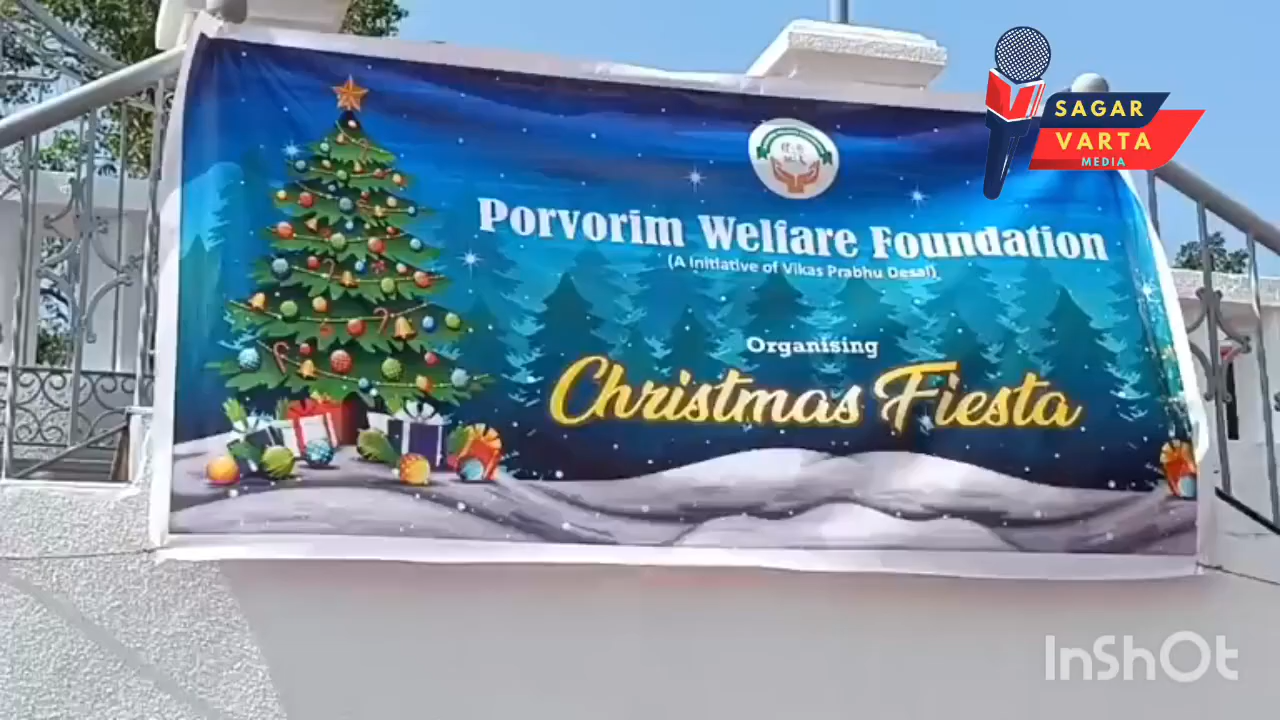 SAGAR
VARTA
MEDIA
Porvorim Welfare Foundation
(A Initiative of Vikas Prabhu Desai)
Organising
Christmas Fiesta
InShOt